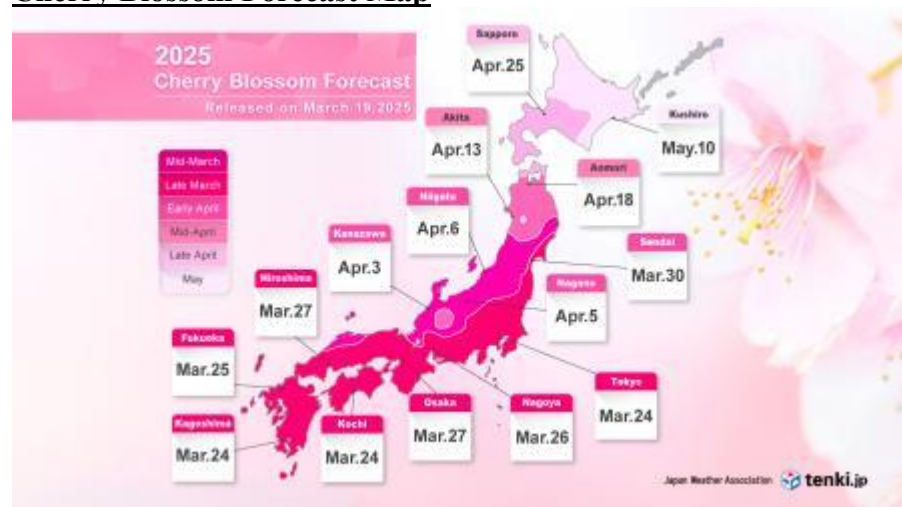 Cherry Blossom Forecast Map
2025
Cherry Blossom Forecast
Released on March 19,2025
Sapporo
Apr.25
Kushiro
May.10
Akita
Apr.13
Aomori
Apr.18
Mid-March
Late March
Early April
Mid-April
Late April
May
Niigata
Apr.6
Kanazawa
Apr.3
Sendai
Mar.30
Nagano
Apr.5
Hiroshima
Mar.27
Fukuoka
Mar.25
Tokyo
Mar.24
Kagoshima
Mar.24
Kochi
Mar.24
Osaka
Mar.27
Nagoya
Mar.26
Japan Weather Association tenki.jp